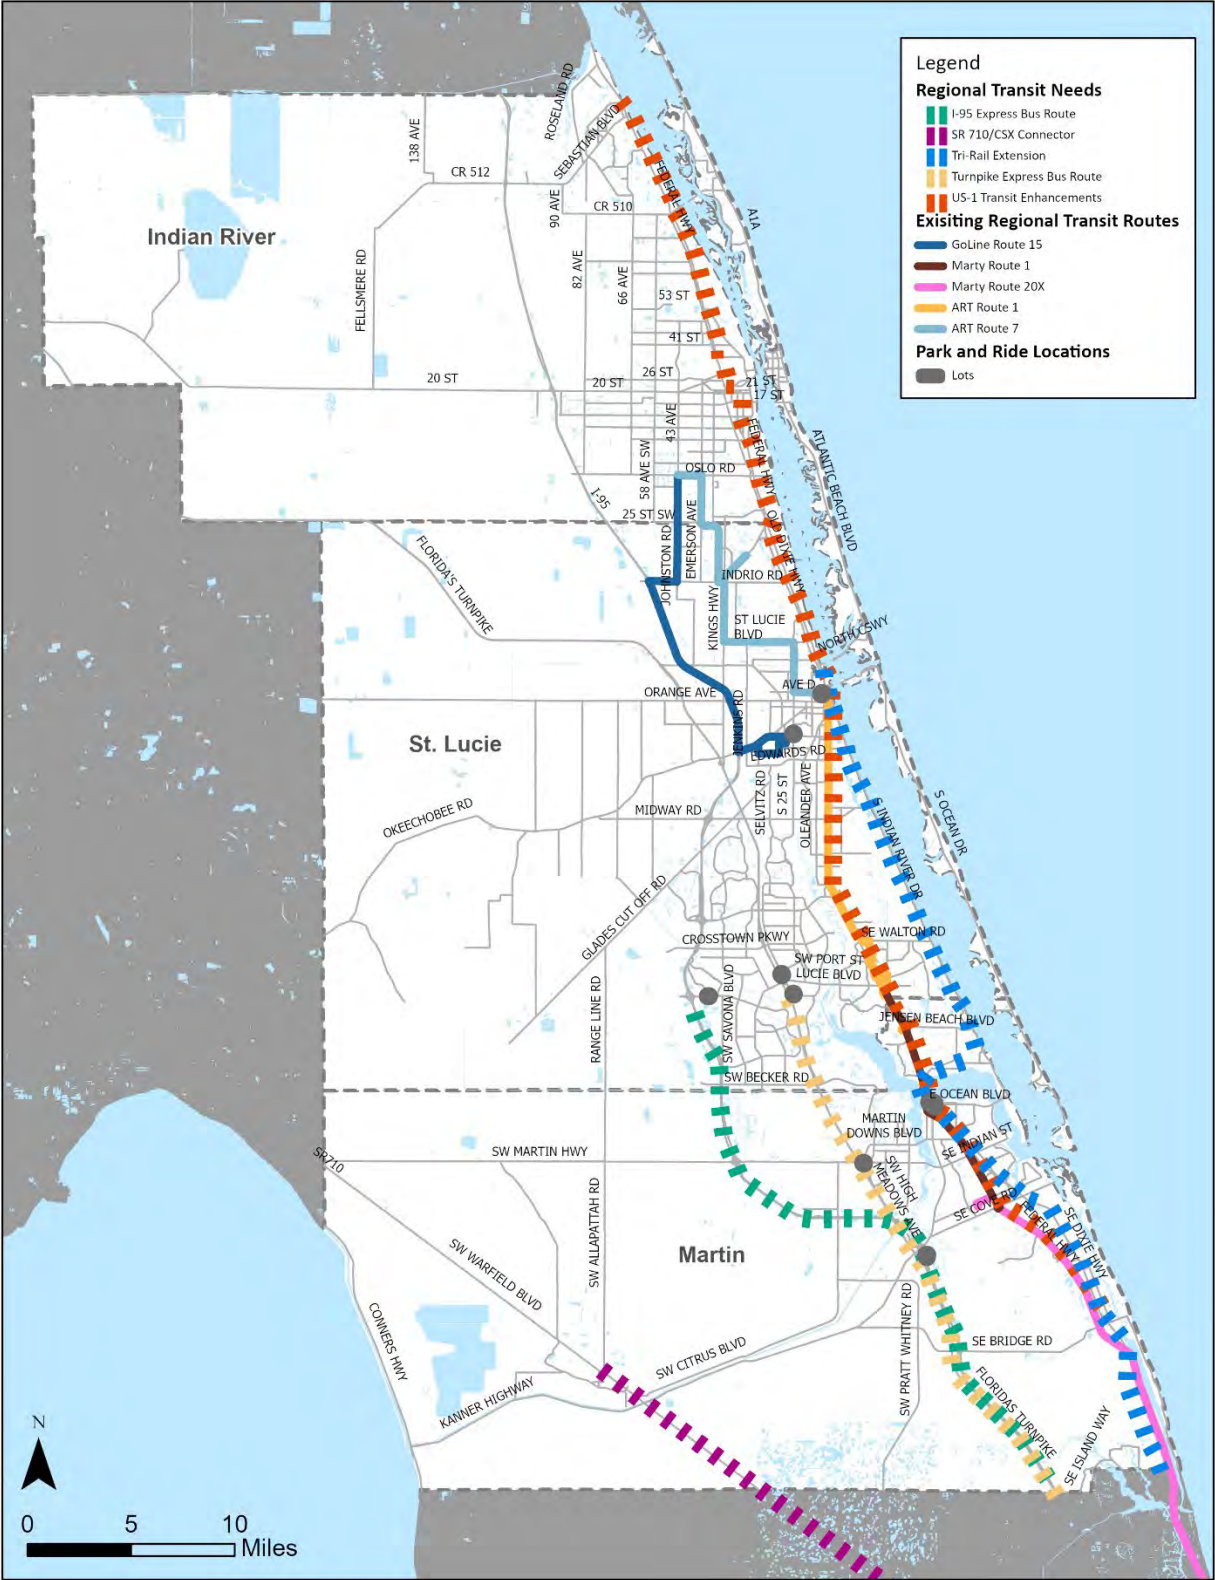 Legend
Regional Transit Needs
I-95 Express Bus Route
SR 710/CSX Connector
Tri-Rail Extension
Turnpike Express Bus Route
US-1 Transit Enhancements
Exisiting Regional Transit Routes
GoLine Route 15
Marty Route 1
Marty Route 20X
ART Route 1
ART Route 7
Park and Ride Locations
Lots
ROSELAND RD
SEBASTIAN BLVD
138 AVE
CR 512
FEDERAL HWY
90 AVE
CR 510
A1A
Indian River
82 AVE
66 AVE
FELLSMERE RD
53 ST
41 ST
26 ST
20 ST
20 ST
21 ST
17 ST
43 AVE
FEDERAL HWY
ATLANTIC BEACH BLVD
58 AVE SW
OSLO RD
I-95
25 ST SW
EMERSON AVE
OLD DIXIE HWY
FLORIDA'S TURNPIKE
JOHNSTON RD
INDRIO RD
KINGS HWY
ST LUCIE
BLVD
NORTH CSWY
ORANGE AVE
AVE D
JENKINS RD
St. Lucie
EDWARDS RD
SELVITZ RD
S 25 ST
OLEANDER AVE
OKEECHOBEE RD
MIDWAY RD
S INDIAN RIVER DR
S OCEAN DR
GLADES CUT OFF RD
CROSSTOWN PKWY
SE WALTON RD
SW PORT ST
LUCIE BLVD
RANGE LINE RD
SW SAVONA BLVD
JENSEN BEACH BLVD
SW BECKER RD
E OCEAN BLVD
MARTIN
DOWNS BLVD
SE INDIAN ST
SR710
SW MARTIN HWY
SW HIGH
MEADOWS AVE
SW ALLAPATTAH RD
SE COVE RD
FEDERAL HWY
SE DIXIE HWY
SW WARFIELD BLVD
Martin
CONNERS HWY
SW PRATT WHITNEY RD
SE BRIDGE RD
SW CITRUS BLVD
KANNER HIGHWAY
FLORIDAS TURNPIKE
SE ISLAND WAY
N
0 5 10
Miles